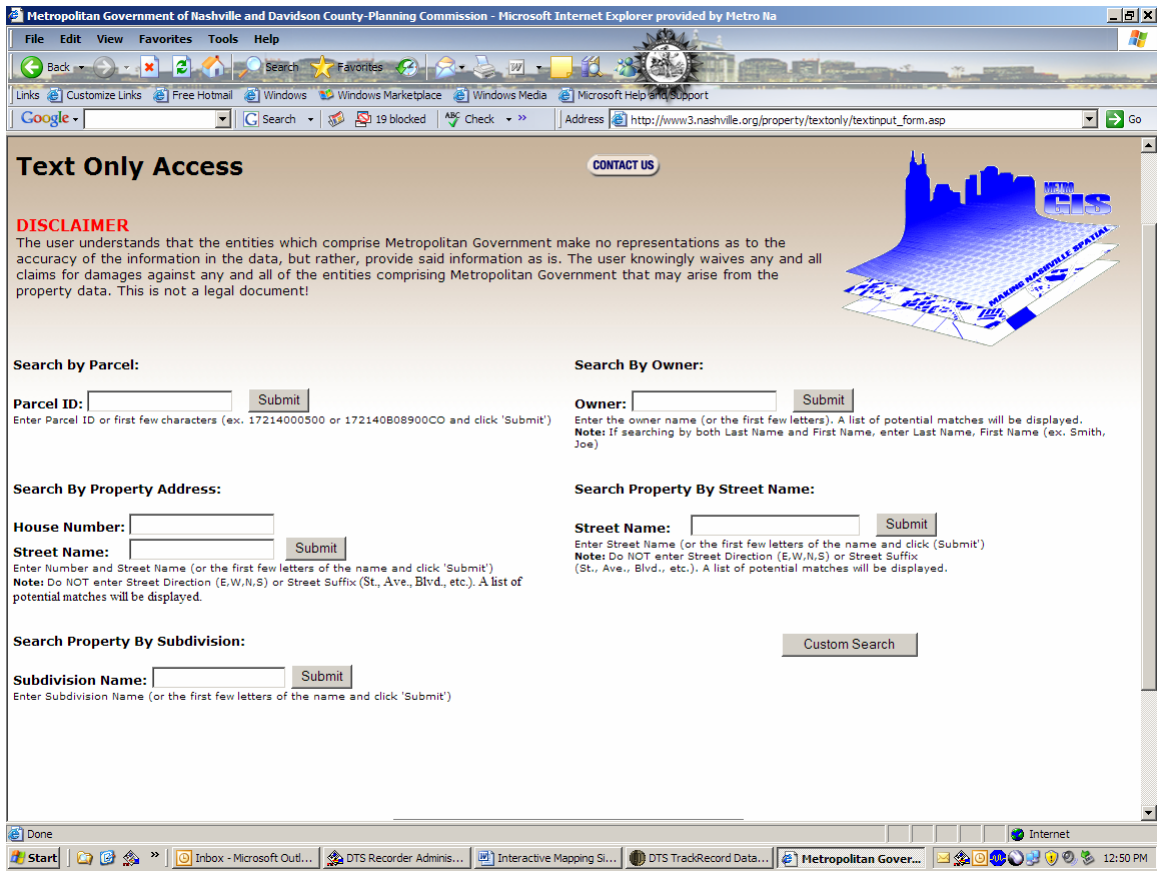 Metropolitan Government of Nashville and Davidson County-Planning Commission - Microsoft Internet Explorer provided by Metro Na
File Edit View Favorites Tools Help
Back Search Favorites
Links Customize Links Free Hotmail Windows Windows Marketplace Windows Media Microsoft Help and Support
Google Search 19 blocked ABC Check » Address http://www3.nashville.org/property/textonly/textinput_form.asp Go
Text Only Access
CONTACT US
METRO
GIS
MAKING NASHVILLE SPATIAL
DISCLAIMER
The user understands that the entities which comprise Metropolitan Government make no representations as to the
accuracy of the information in the data, but rather, provide said information as is. The user knowingly waives any and all
claims for damages against any and all of the entities comprising Metropolitan Government that may arise from the
property data. This is not a legal document!
Search by Parcel:
Parcel ID: Submit
Enter Parcel ID or first few characters (ex. 17214000500 or 172140B08900CO and click 'Submit')
Search By Owner:
Owner: Submit
Enter the owner name (or the first few letters). A list of potential matches will be displayed.
Note: If searching by both Last Name and First Name, enter Last Name, First Name (ex. Smith,
Joe)
Search By Property Address:
House Number:
Street Name: Submit
Enter Number and Street Name (or the first few letters of the name and click 'Submit')
Note: Do NOT enter Street Direction (E,W,N,S) or Street Suffix (St., Ave., Blvd., etc.). A list of
potential matches will be displayed.
Search Property By Street Name:
Street Name: Submit
Enter Street Name (or the first few letters of the name and click (Submit')
Note: Do NOT enter Street Direction (E,W,N,S) or Street Suffix
(St., Ave., Blvd., etc.). A list of potential matches will be displayed.
Search Property By Subdivision:
Subdivision Name: Submit
Enter Subdivision Name (or the first few letters of the name and click 'Submit')
Custom Search
Done Internet
Start » Inbox - Microsoft Outl... DTS Recorder Adminis... Interactive Mapping Si... DTS TrackRecord Data... Metropolitan Gover... 12:50 PM